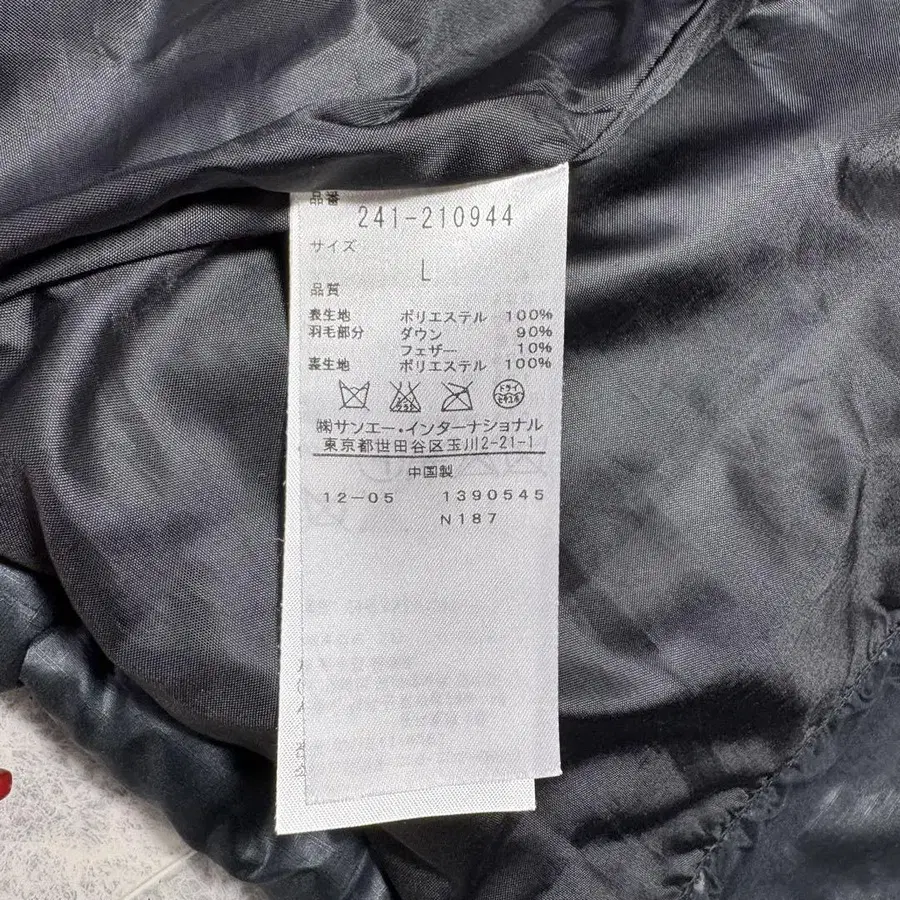 品番
241-210944
サイズ
L
品質
表生地 ポリエステル 100%
羽毛部分 ダウン 90%
フェザー 10%
裏生地 ポリエステル 100%
ドライ
㈱サンエー・インターナショナル
東京都世田谷区玉川2-21-1
中国製
12-05 1390545
N187